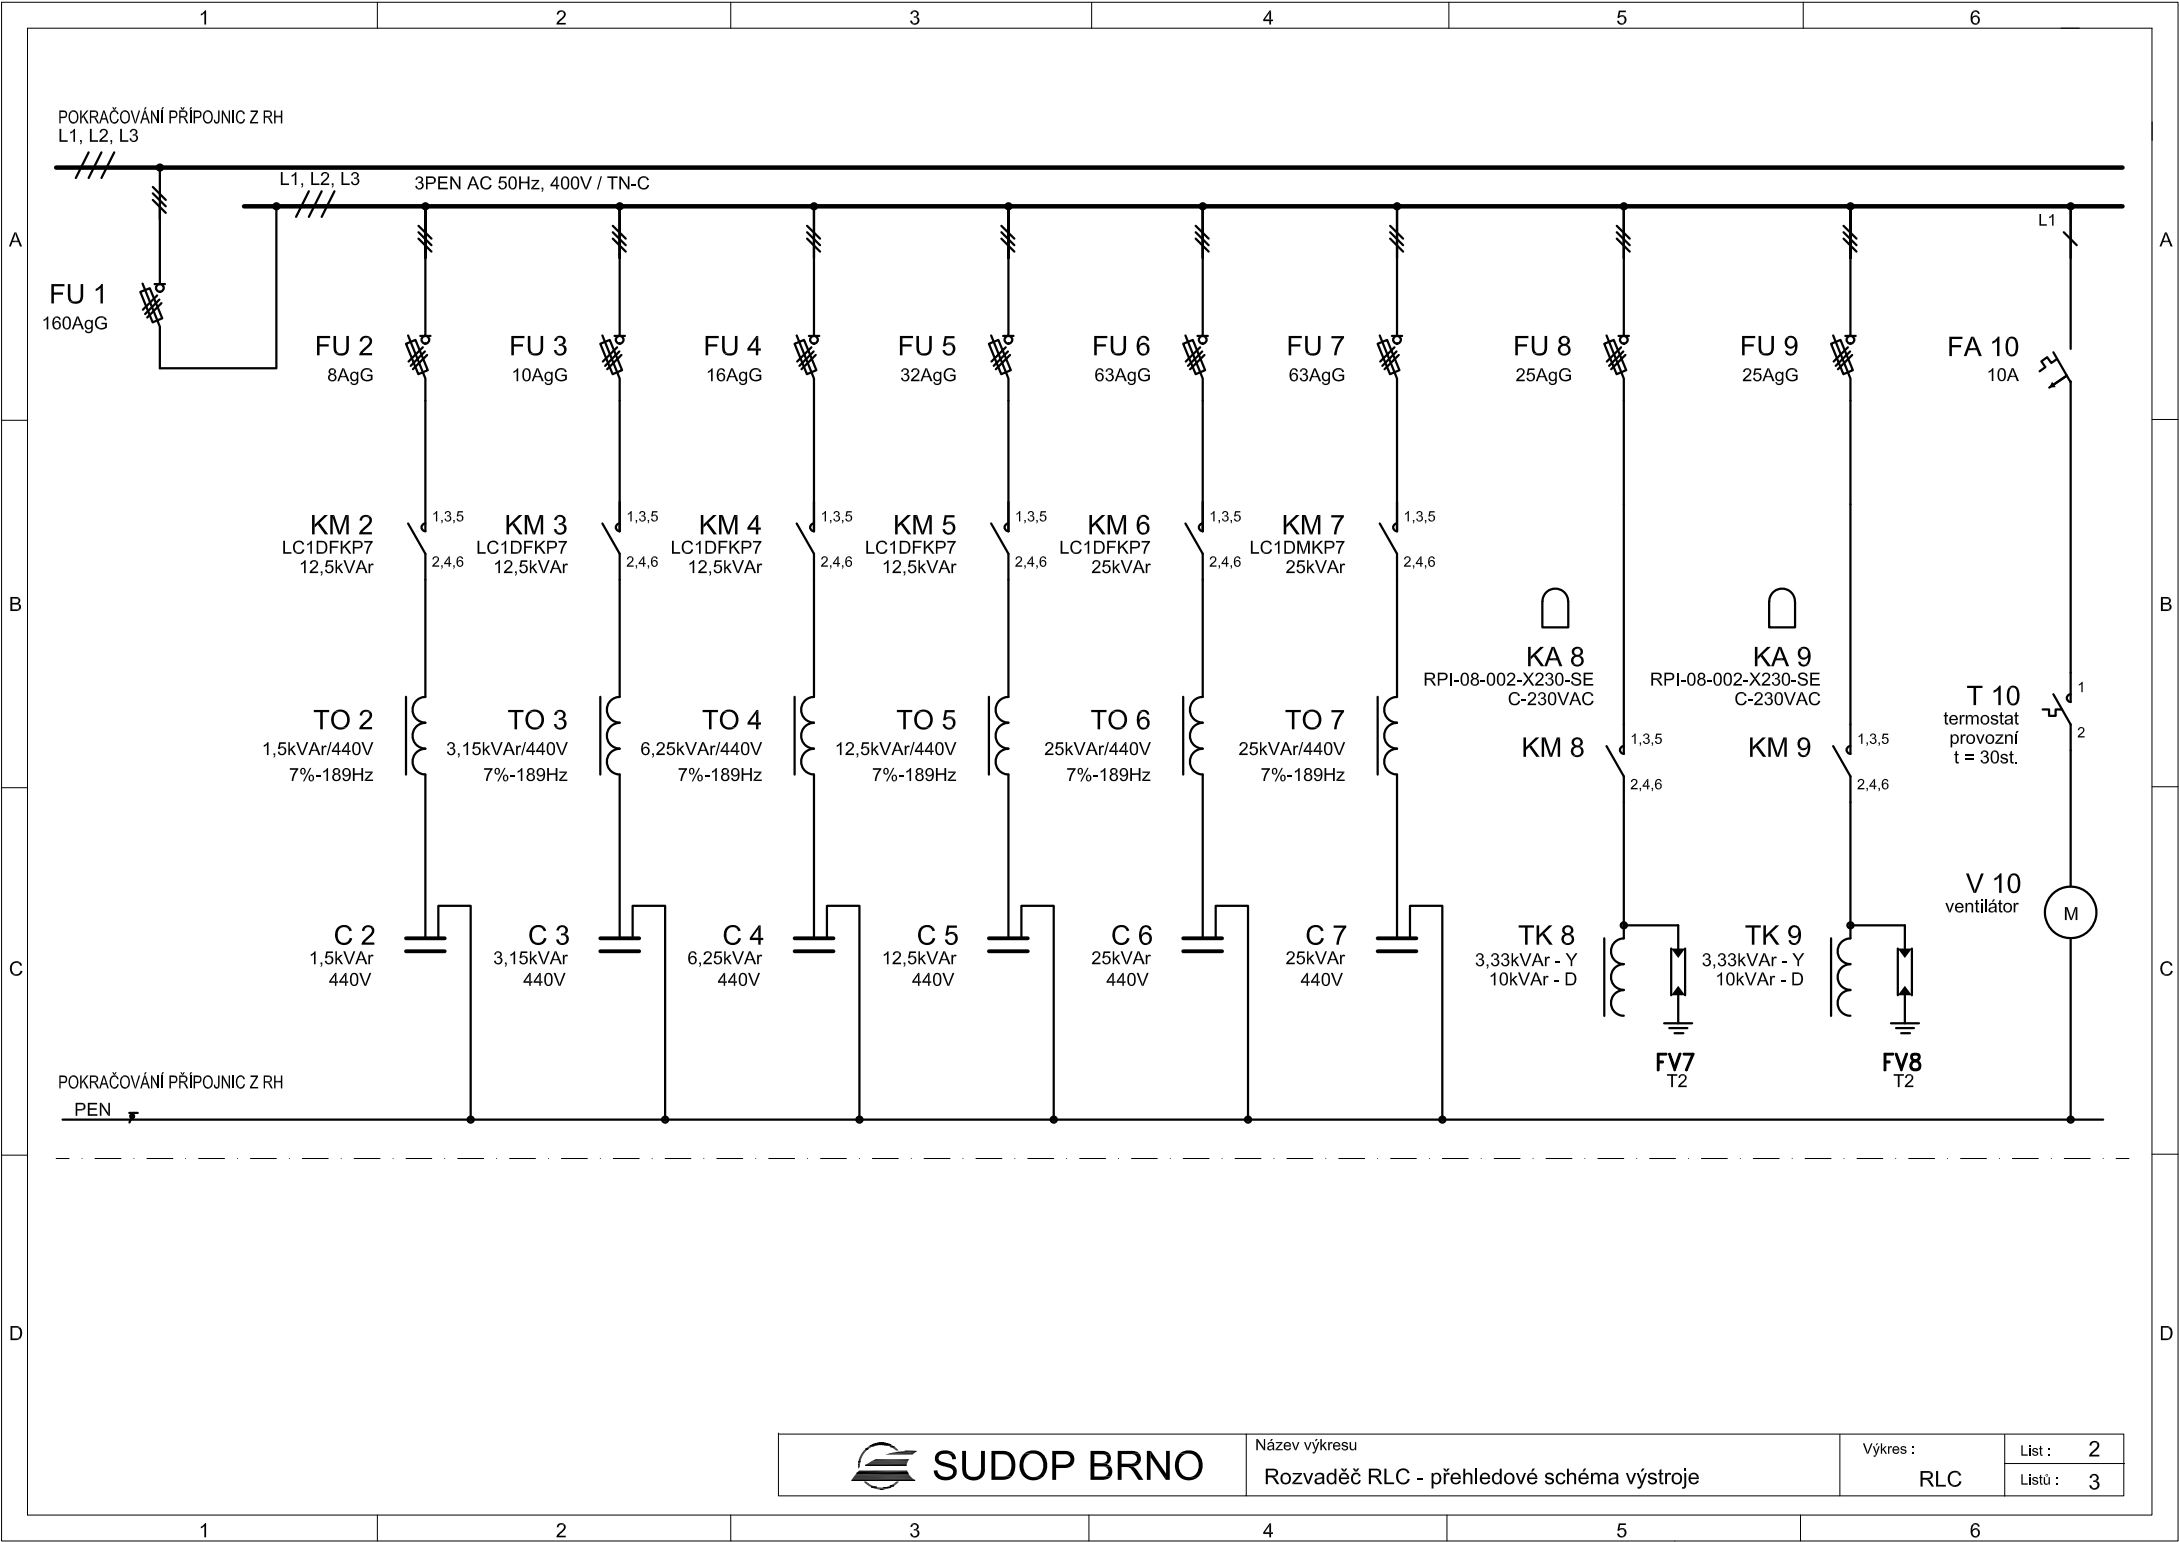 1 2 3 4 5 6
POKRAČOVÁNÍ PŘÍPOJNIC Z RH
L1, L2, L3
L1, L2, L3
3PEN AC 50Hz, 400V / TN-C
L1
A
A
FU 1
160AgG
FU 2
8AgG
FU 3
10AgG
FU 4
16AgG
FU 5
32AgG
FU 6
63AgG
FU 7
63AgG
FU 8
25AgG
FU 9
25AgG
FA 10
10A
KM 2
LC1DFKP7
12,5kVAr
1,3,5
2,4,6
KM 3
LC1DFKP7
12,5kVAr
1,3,5
2,4,6
KM 4
LC1DFKP7
12,5kVAr
1,3,5
2,4,6
KM 5
LC1DFKP7
12,5kVAr
1,3,5
2,4,6
KM 6
LC1DFKP7
25kVAr
1,3,5
2,4,6
KM 7
LC1DMKP7
25kVAr
1,3,5
2,4,6
B
B
KA 8
RPI-08-002-X230-SE
C-230VAC
KA 9
RPI-08-002-X230-SE
C-230VAC
TO 2
1,5kVAr/440V
7%-189Hz
TO 3
3,15kVAr/440V
7%-189Hz
TO 4
6,25kVAr/440V
7%-189Hz
TO 5
12,5kVAr/440V
7%-189Hz
TO 6
25kVAr/440V
7%-189Hz
TO 7
25kVAr/440V
7%-189Hz
KM 8
1,3,5
2,4,6
KM 9
1,3,5
2,4,6
T 10
termostat
provozní
t = 30st.
1
2
C 2
1,5kVAr
440V
C 3
3,15kVAr
440V
C 4
6,25kVAr
440V
C 5
12,5kVAr
440V
C 6
25kVAr
440V
C 7
25kVAr
440V
TK 8
3,33kVAr - Y
10kVAr - D
TK 9
3,33kVAr - Y
10kVAr - D
V 10
ventilátor
M
C
C
FV7
T2
FV8
T2
POKRAČOVÁNÍ PŘÍPOJNIC Z RH
PEN
D
D
SUDOP BRNO
Název výkresu
Rozvaděč RLC - přehledové schéma výstroje
Výkres :
RLC
List : 2
Listů : 3
1 2 3 4 5 6